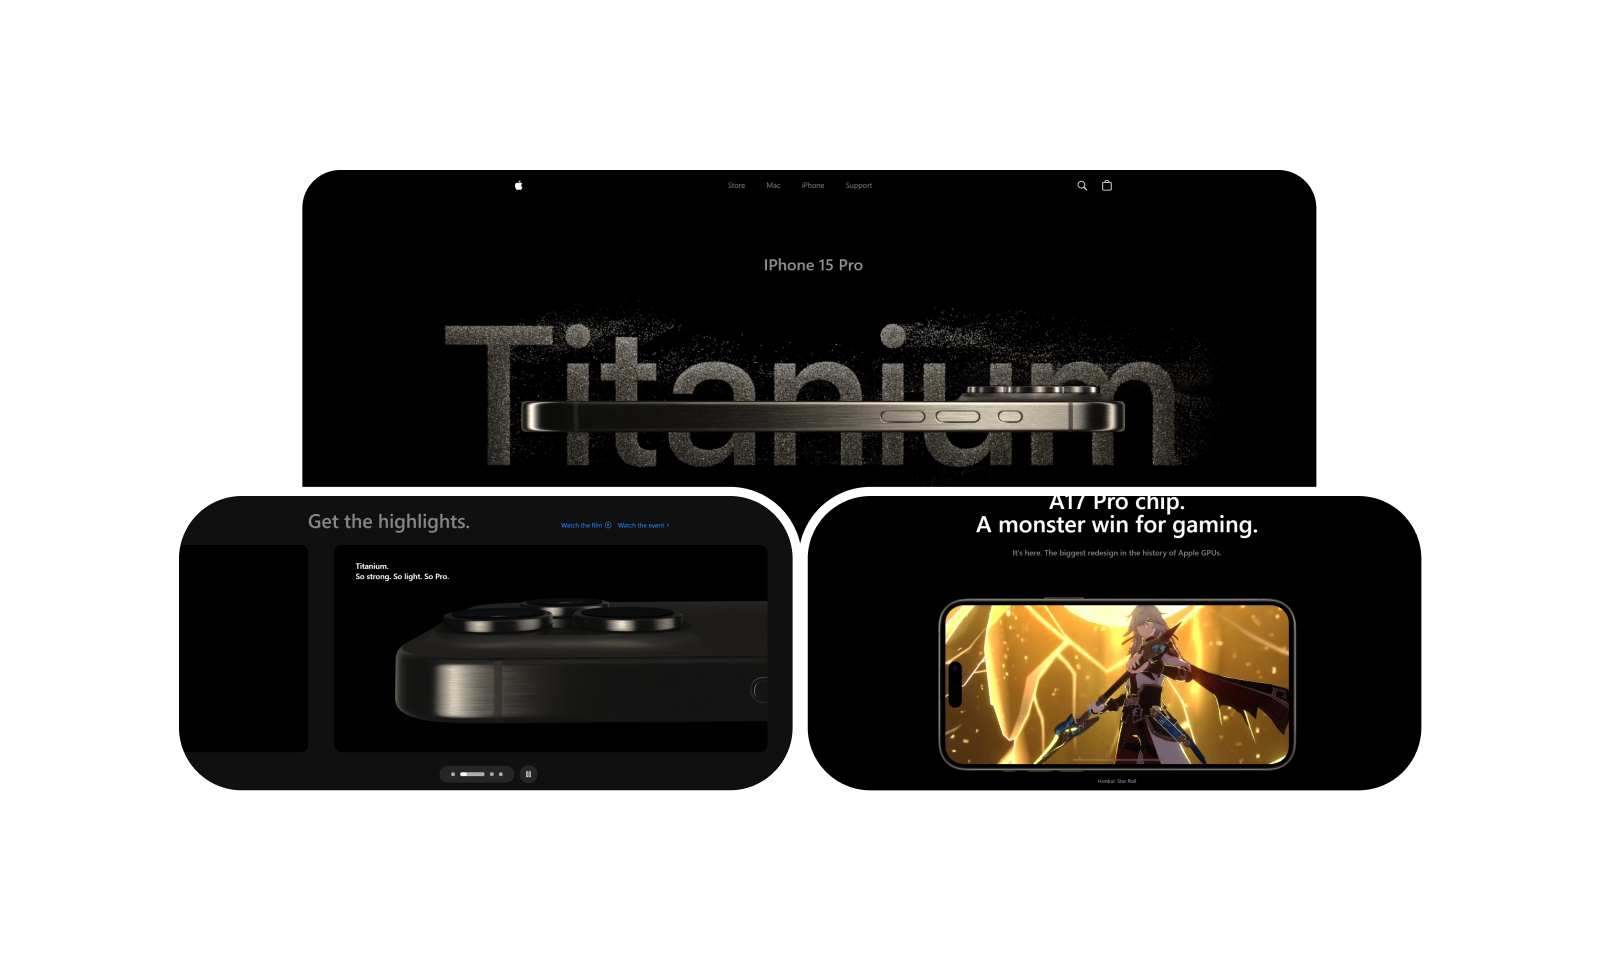 Store Mac iPhone Support
IPhone 15 Pro
Titanium
Get the highlights.
Watch the film Watch the event ›
Titanium.
So strong. So light. So Pro.
A17 Pro chip.
A monster win for gaming.
It's here. The biggest redesign in the history of Apple GPUs.
Honkai: Star Rail